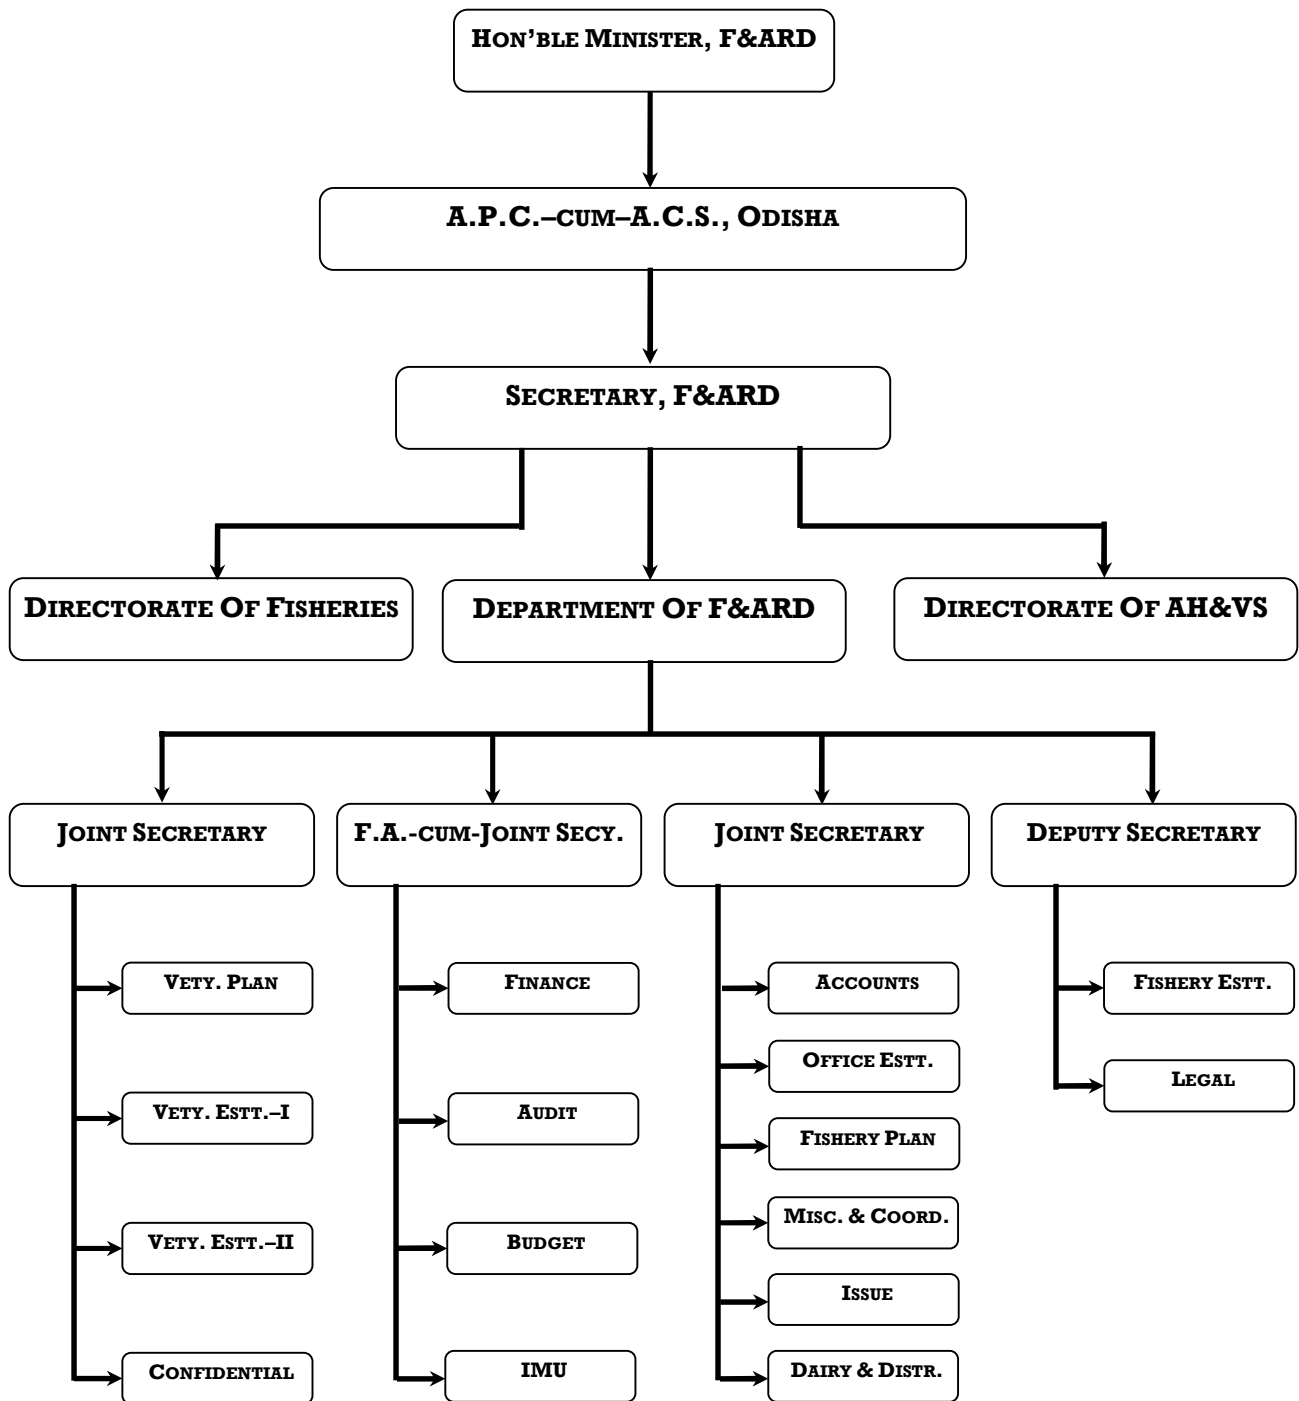 HON'BLE MINISTER, F&ARD
A.P.C.–CUM–A.C.S., ODISHA
SECRETARY, F&ARD
DIRECTORATE OF FISHERIES
DEPARTMENT OF F&ARD
DIRECTORATE OF AH&VS
JOINT SECRETARY
F.A.-CUM-JOINT SECY.
JOINT SECRETARY
DEPUTY SECRETARY
VETY. PLAN
VETY. ESTT.–I
VETY. ESTT.–II
CONFIDENTIAL
FINANCE
AUDIT
BUDGET
IMU
ACCOUNTS
OFFICE ESTT.
FISHERY PLAN
MISC. & COORD.
ISSUE
DAIRY & DISTR.
FISHERY ESTT.
LEGAL